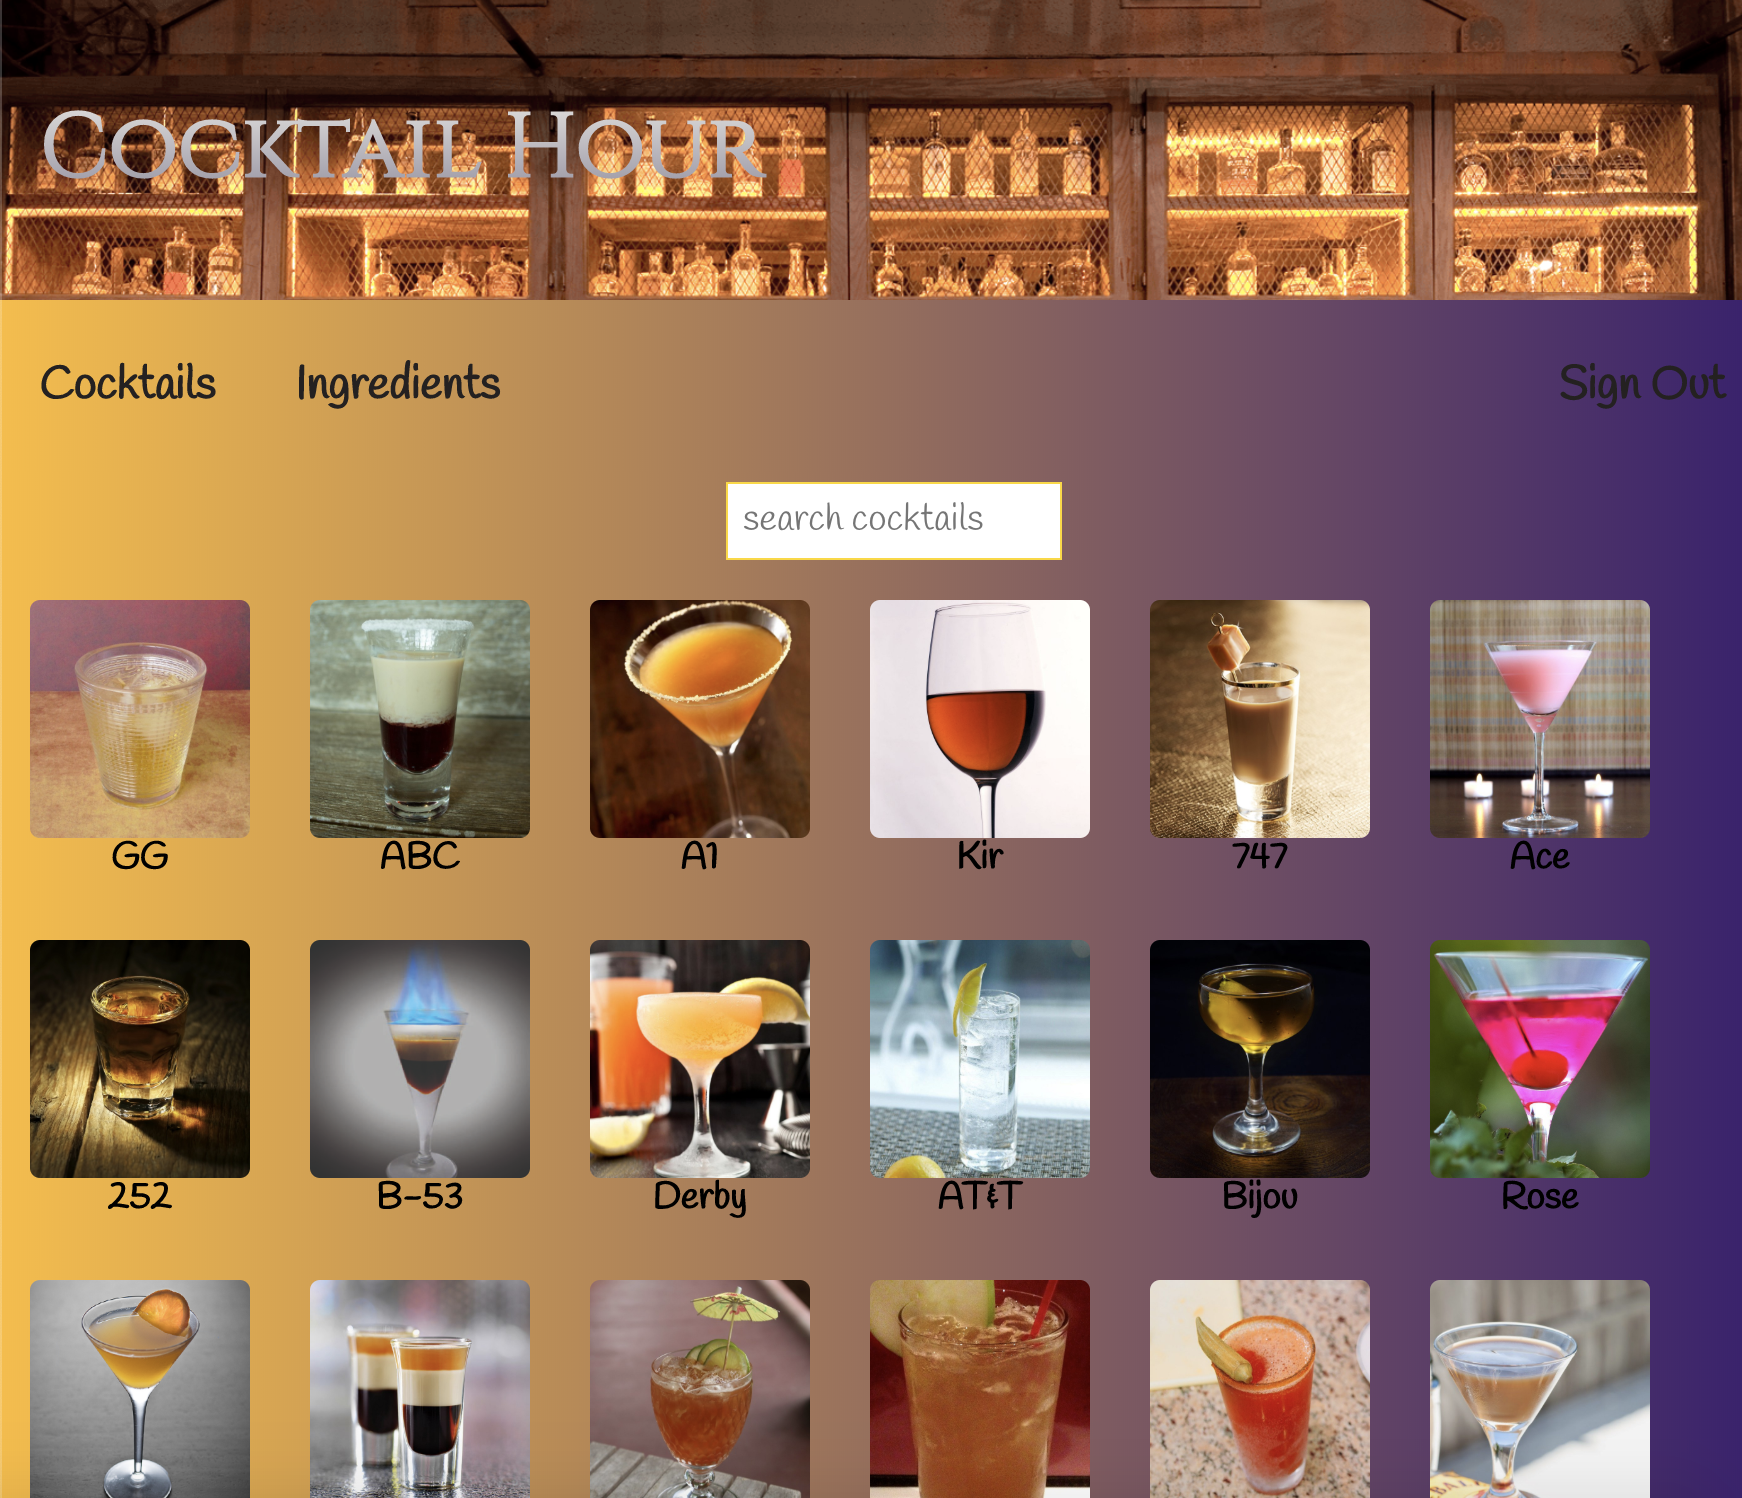 Cocktail Hour
Cocktails
Ingredients
Sign Out
search cocktails
GG
ABC
A1
Kir
747
Ace
252
B-53
Derby
AT&T
Bijou
Rose